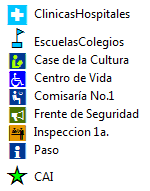 ClinicasHospitales
EscuelasColegios
Case de la Cultura
Centro de Vida
Comisaría No.1
Frente de Seguridad
Inspeccion 1a.
Paso
CAI